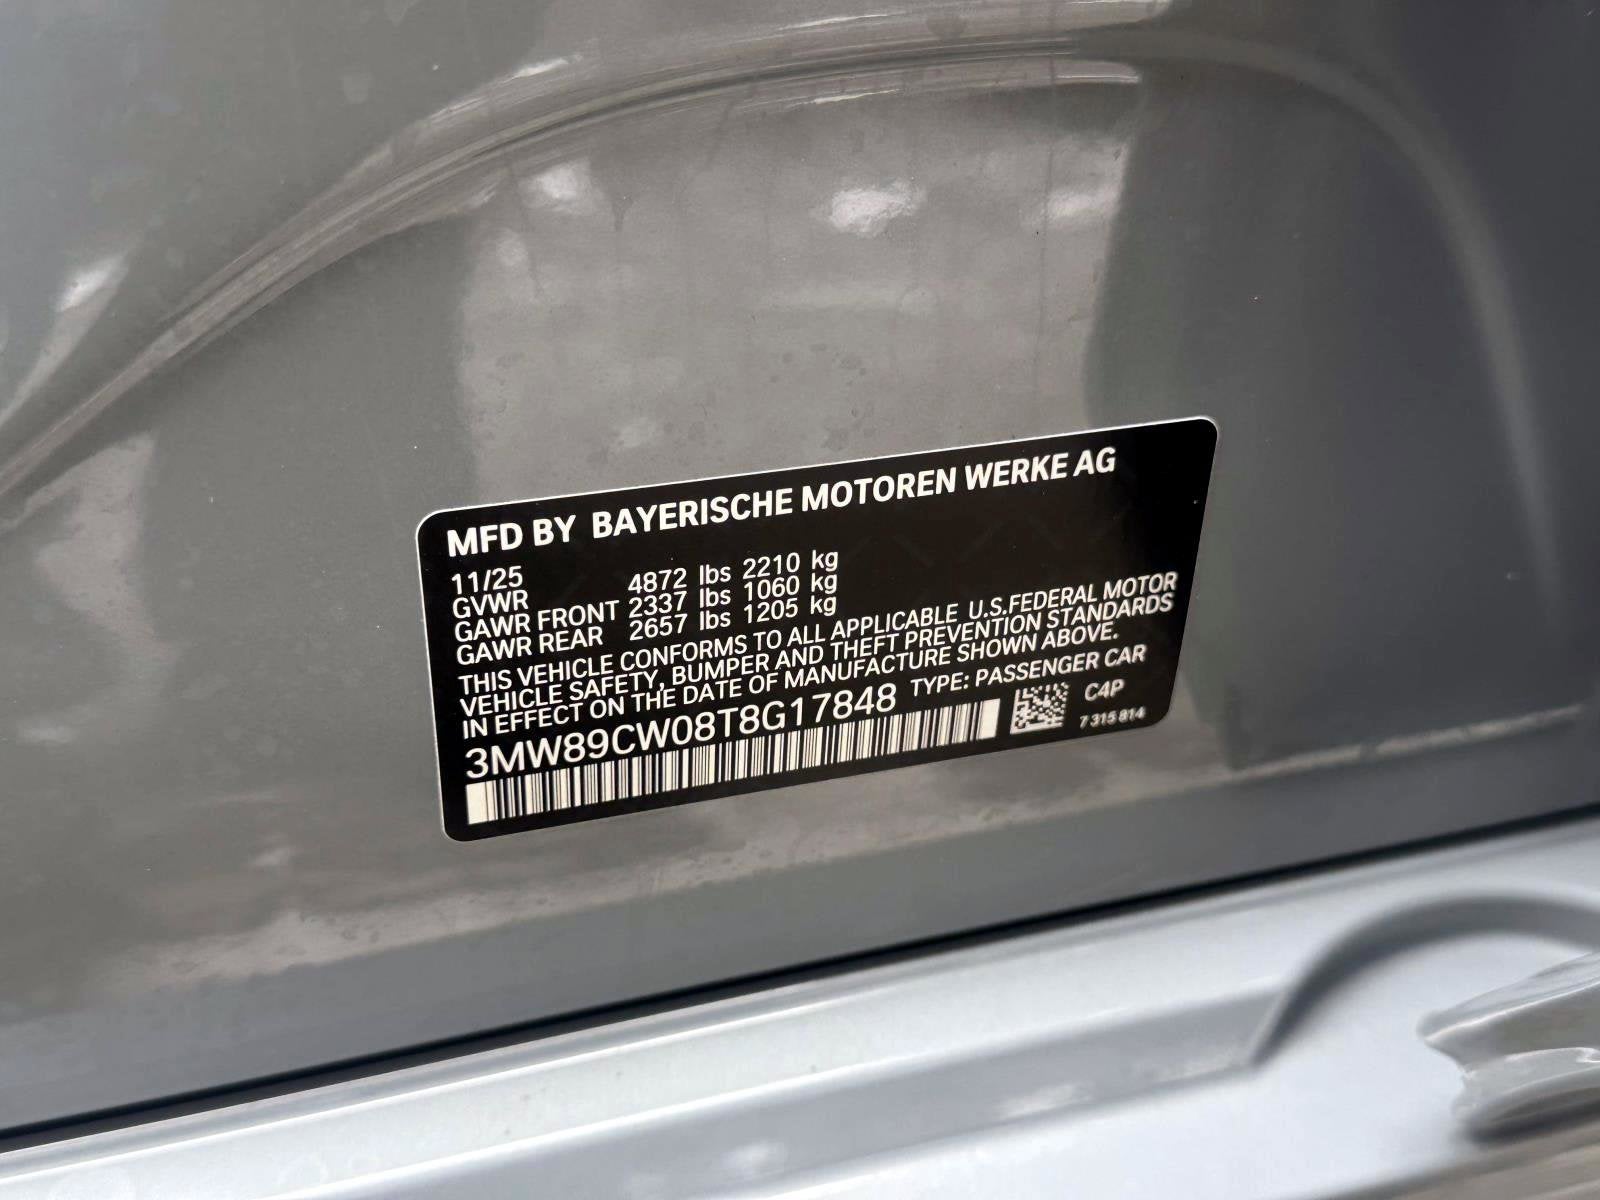 MFD BY BAYERISCHE MOTOREN WERKE AG
11/25
GVWR 4872 lbs 2210 kg
GAWR FRONT 2337 lbs 1060 kg
GAWR REAR 2657 lbs 1205 kg
THIS VEHICLE CONFORMS TO ALL APPLICABLE U.S.FEDERAL MOTOR
VEHICLE SAFETY, BUMPER AND THEFT PREVENTION STANDARDS
IN EFFECT ON THE DATE OF MANUFACTURE SHOWN ABOVE.
3MW89CW08T8G17848 TYPE: PASSENGER CAR
C4P
7 315 814